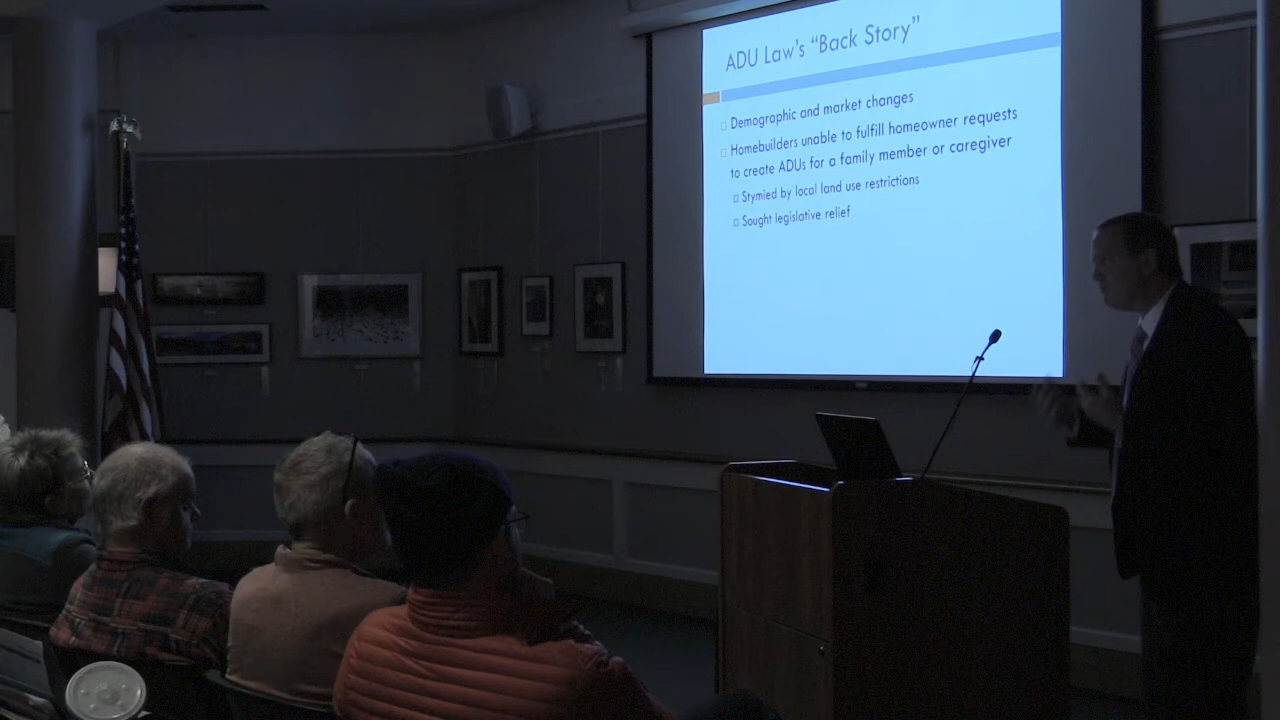 ADU Law's “Back Story”
Demographic and market changes
Homebuilders unable to fulfill homeowner requests
to create ADUs for a family member or caregiver
Stymied by local land use restrictions
Sought legislative relief